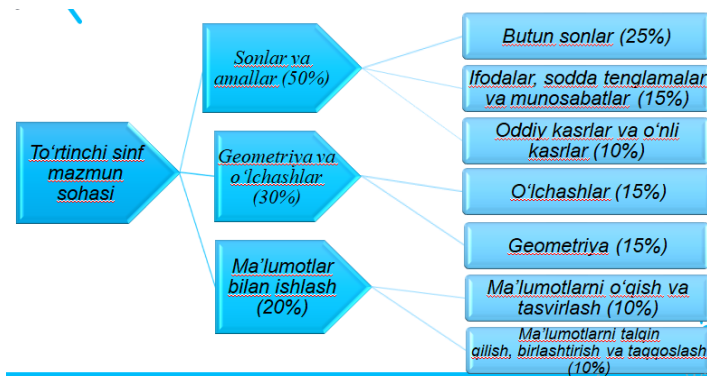 To‘rtinchi sinf
mazmun
sohasi
Sonlar va
amallar (50%)
Butun sonlar (25%)
Ifodalar, sodda tenglamalar
va munosabatlar (15%)
Oddiy kasrlar va o‘nli
kasrlar (10%)
Geometriya va
o‘lchashlar
(30%)
O‘lchashlar (15%)
Geometriya (15%)
Ma’lumotlar
bilan ishlash
(20%)
Ma’lumotlarni o‘qish va
tasvirlash (10%)
Ma’lumotlarni talqin
qilish, birlashtirish va taqqoslash
(10%)